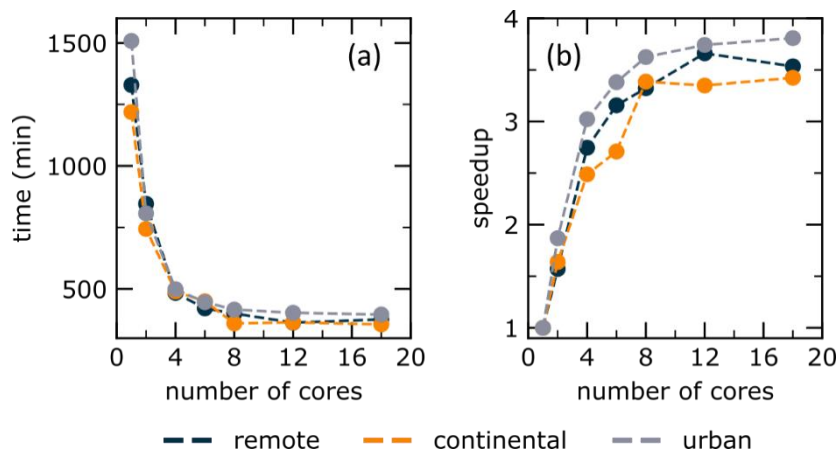 (a)
time (min)
1500
1000
500
0 4 8 12 16 20
number of cores
(b)
speedup
4
3
2
1
0 4 8 12 16 20
number of cores
remote continental urban